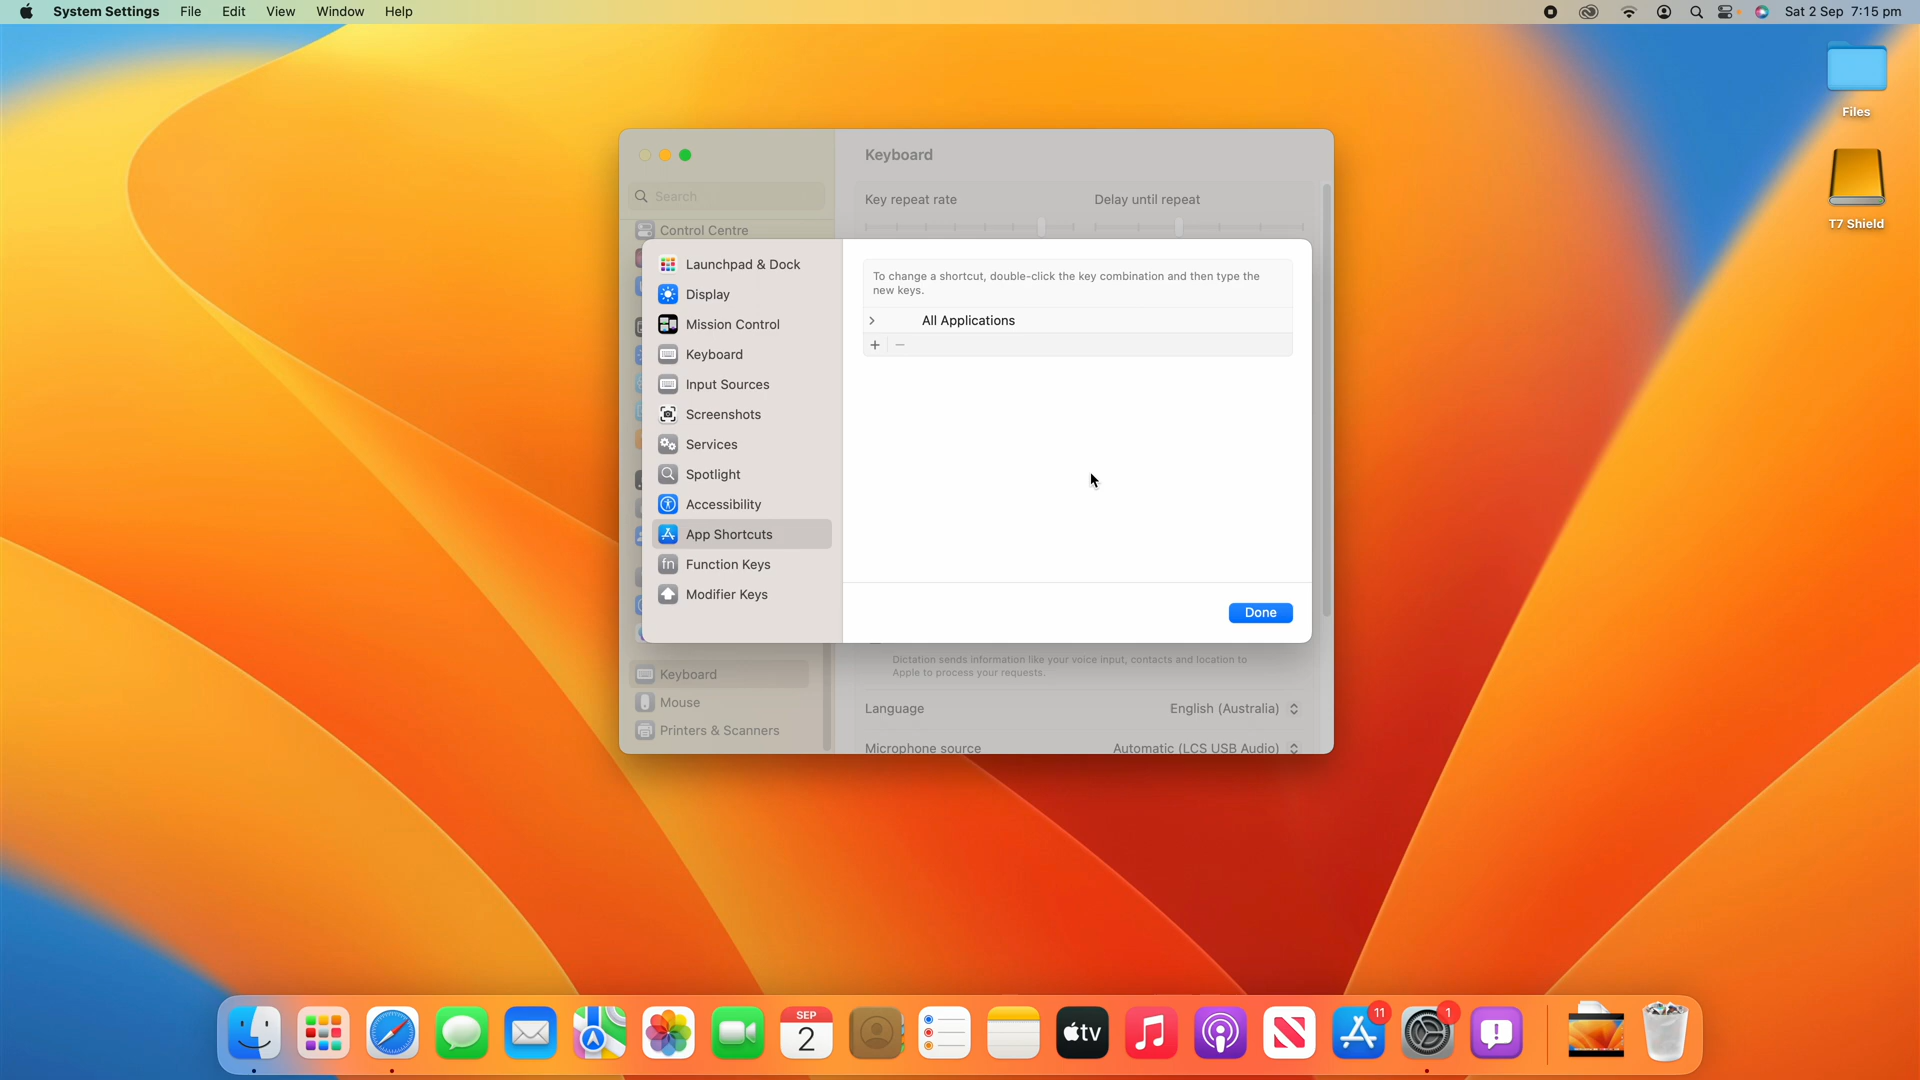 System Settings File Edit View Window Help
Sat 2 Sep 7:15 pm
Files
T7 Shield
Keyboard
Search
Key repeat rate
Delay until repeat
Control Centre
Launchpad & Dock
Display
Mission Control
Keyboard
Input Sources
Screenshots
Services
Spotlight
Accessibility
App Shortcuts
fn Function Keys
Modifier Keys
To change a shortcut, double-click the key combination and then type the
new keys.
All Applications
+ −
Done
Dictation sends information like your voice input, contacts and location to
Apple to process your requests.
Keyboard
Mouse
Printers & Scanners
Language English (Australia)
Microphone source Automatic (LCS USB Audio)
SEP
2
tv
11
1